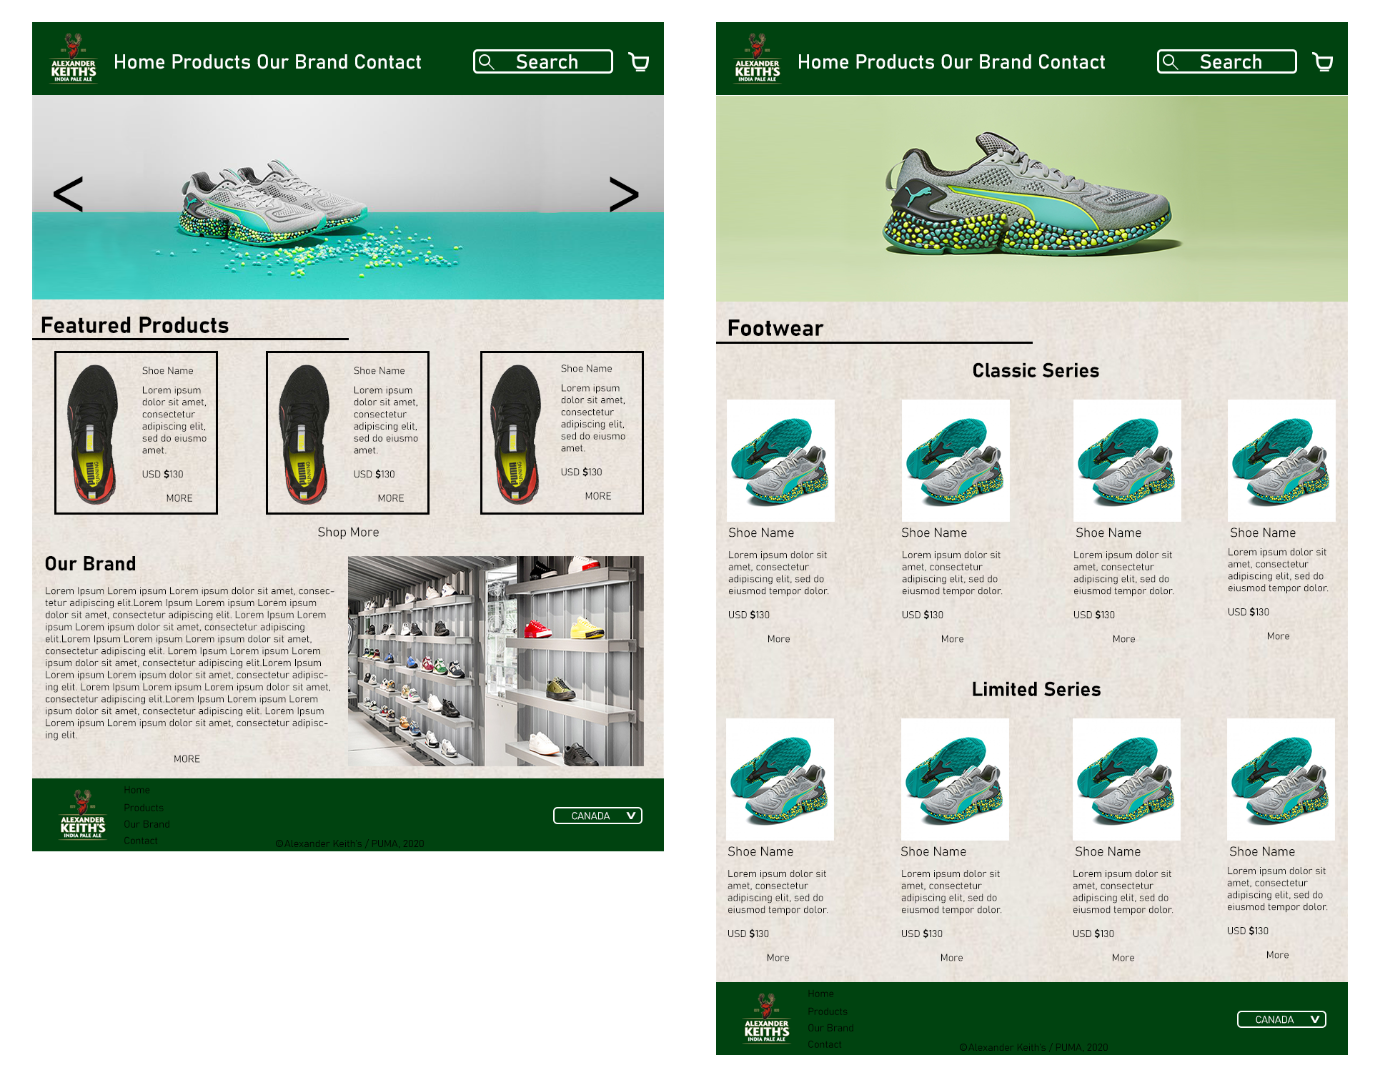 ALEXANDER
KEITH'S
INDIA PALE ALE
Home Products Our Brand Contact
Search
<
>
Featured Products
Shoe Name
Lorem ipsum
dolor sit amet,
consectetur
adipiscing elit,
sed do eiusmo
amet.
USD $130
MORE
Shoe Name
Lorem ipsum
dolor sit amet,
consectetur
adipiscing elit,
sed do eiusmo
amet.
USD $130
MORE
Shoe Name
Lorem ipsum
dolor sit amet,
consectetur
adipiscing elit,
sed do eiusmo
amet.
USD $130
MORE
Shop More
Our Brand
Lorem Ipsum Lorem ipsum Lorem ipsum dolor sit amet, consec-
tetur adipiscing elit.Lorem Ipsum Lorem ipsum Lorem ipsum
dolor sit amet, consectetur adipiscing elit. Lorem Ipsum Lorem
ipsum Lorem ipsum dolor sit amet, consectetur adipiscing
elit.Lorem Ipsum Lorem ipsum Lorem ipsum dolor sit amet,
consectetur adipiscing elit. Lorem Ipsum Lorem ipsum Lorem
ipsum dolor sit amet, consectetur adipiscing elit.Lorem Ipsum
Lorem ipsum Lorem ipsum dolor sit amet, consectetur adipisc-
ing elit. Lorem Ipsum Lorem ipsum Lorem ipsum dolor sit amet,
consectetur adipiscing elit.Lorem Ipsum Lorem ipsum Lorem
ipsum dolor sit amet, consectetur adipiscing elit. Lorem Ipsum
Lorem ipsum Lorem ipsum dolor sit amet, consectetur adipisc-
ing elit.
MORE
ALEXANDER
KEITH'S
INDIA PALE ALE
Home
Products
Our Brand
Contact
©Alexander Keith's / PUMA, 2020
CANADA
ALEXANDER
KEITH'S
INDIA PALE ALE
Home Products Our Brand Contact
Search
Footwear
Classic Series
Shoe Name
Lorem ipsum dolor sit
amet, consectetur
adipiscing elit, sed do
eiusmod tempor dolor.
USD $130
More
Shoe Name
Lorem ipsum dolor sit
amet, consectetur
adipiscing elit, sed do
eiusmod tempor dolor.
USD $130
More
Shoe Name
Lorem ipsum dolor sit
amet, consectetur
adipiscing elit, sed do
eiusmod tempor dolor.
USD $130
More
Shoe Name
Lorem ipsum dolor sit
amet, consectetur
adipiscing elit, sed do
eiusmod tempor dolor.
USD $130
More
Limited Series
Shoe Name
Lorem ipsum dolor sit
amet, consectetur
adipiscing elit, sed do
eiusmod tempor dolor.
USD $130
More
Shoe Name
Lorem ipsum dolor sit
amet, consectetur
adipiscing elit, sed do
eiusmod tempor dolor.
USD $130
More
Shoe Name
Lorem ipsum dolor sit
amet, consectetur
adipiscing elit, sed do
eiusmod tempor dolor.
USD $130
More
Shoe Name
Lorem ipsum dolor sit
amet, consectetur
adipiscing elit, sed do
eiusmod tempor dolor.
USD $130
More
ALEXANDER
KEITH'S
INDIA PALE ALE
Home
Products
Our Brand
Contact
©Alexander Keith's / PUMA, 2020
CANADA